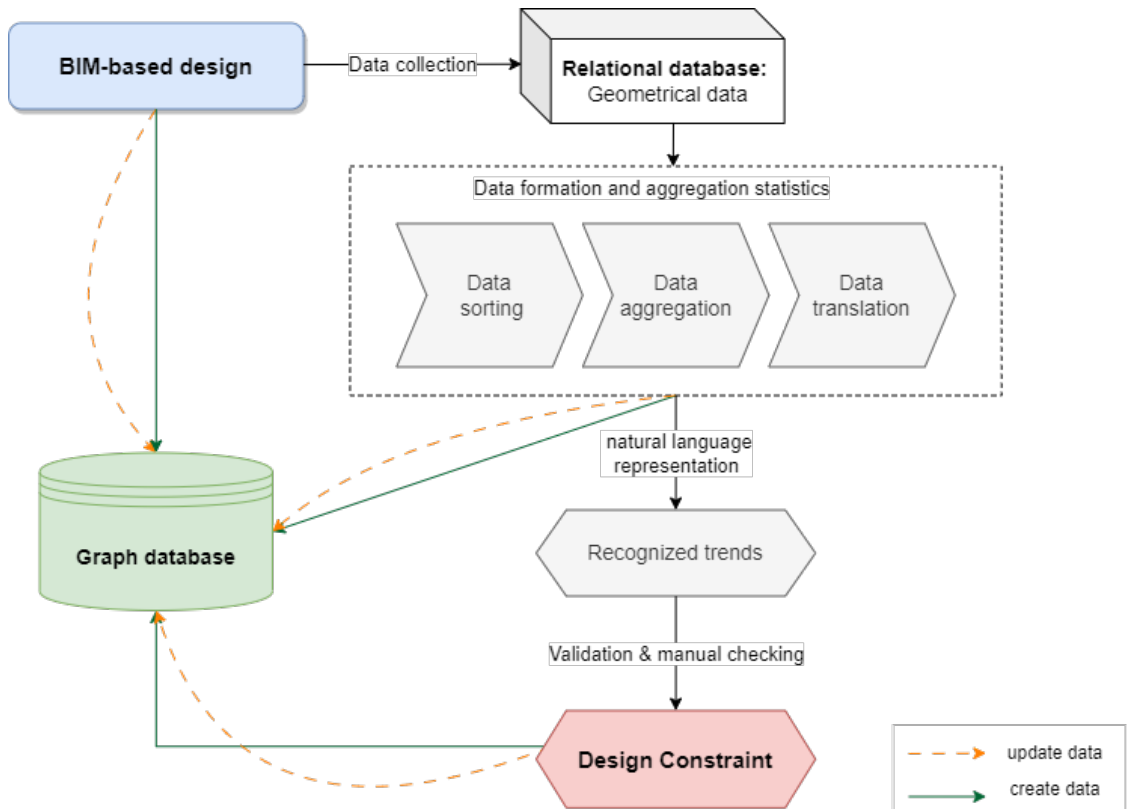 BIM-based design
Data collection
Relational database:
Geometrical data
Data formation and aggregation statistics
Data
sorting
Data
aggregation
Data
translation
natural language
representation
Graph database
Recognized trends
Validation & manual checking
Design Constraint
update data
create data